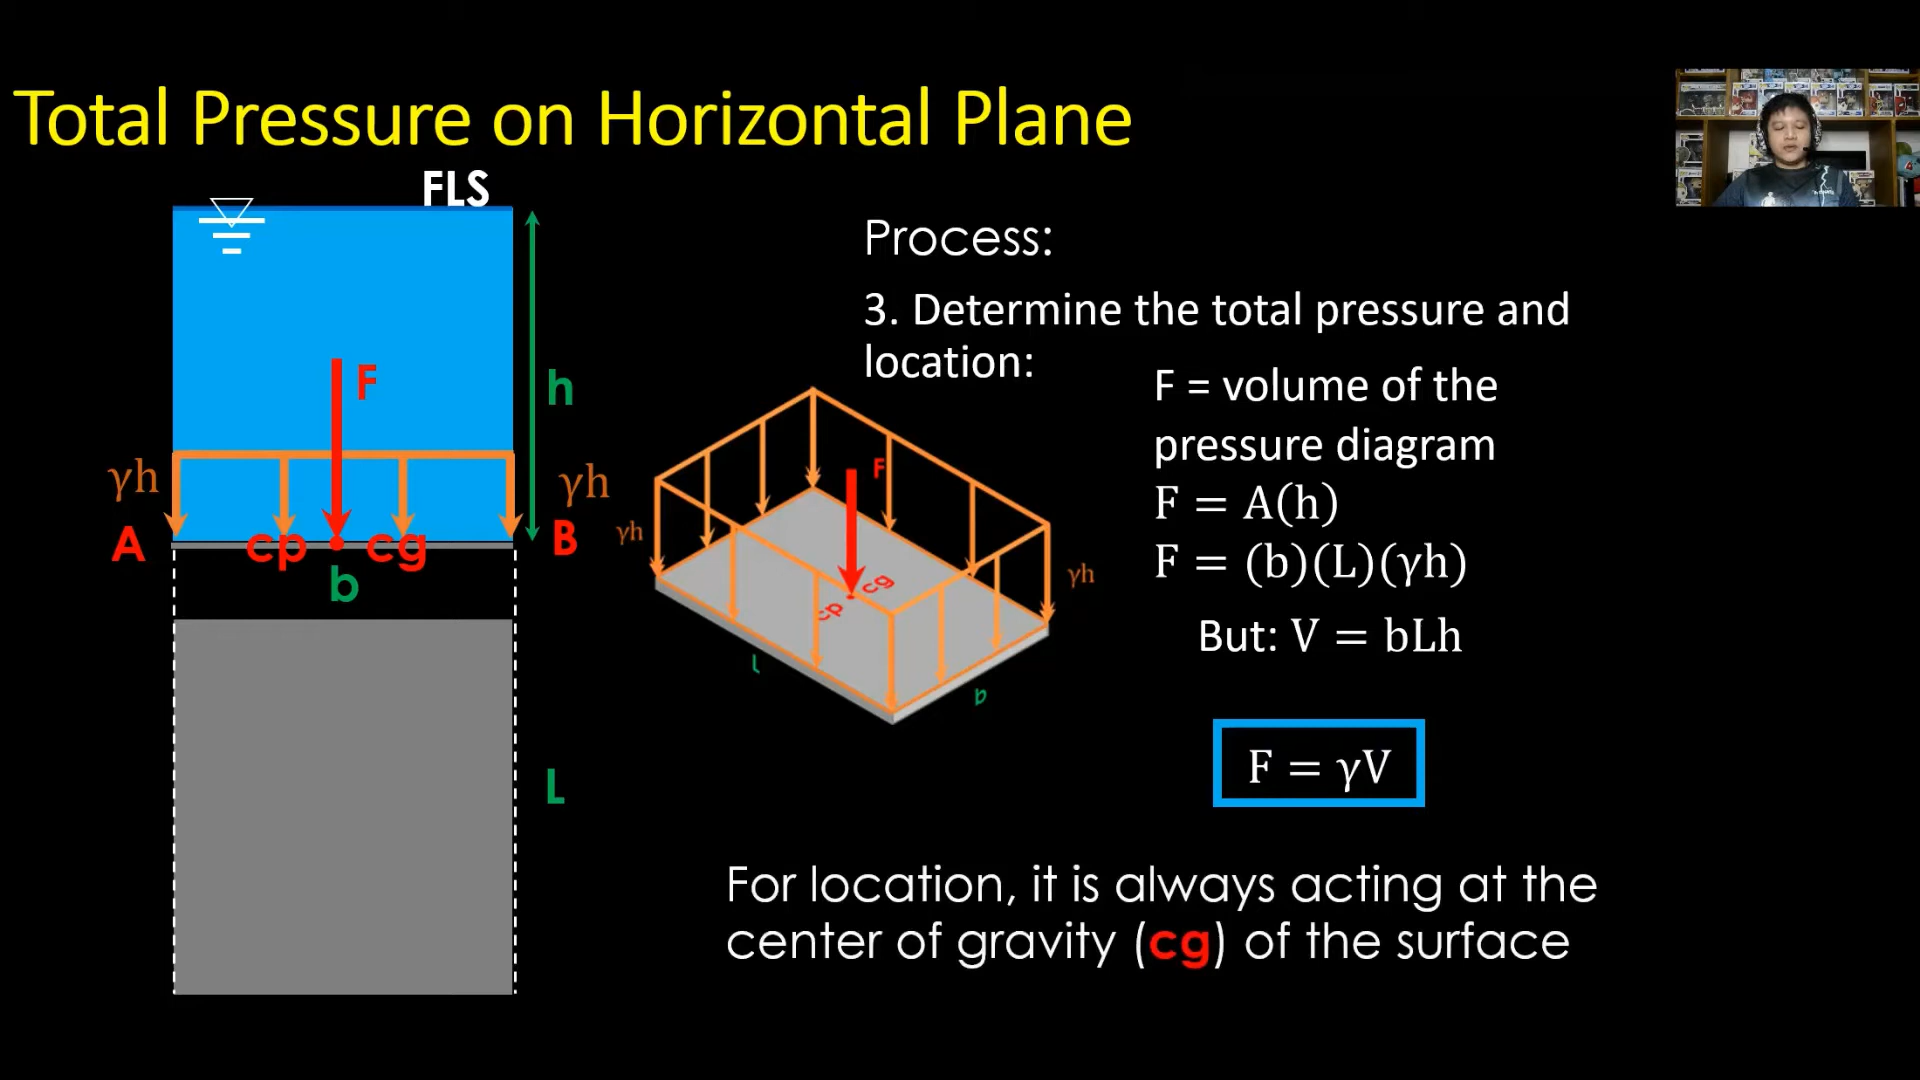 Total Pressure on Horizontal Plane
FLS
F
h
γh
γh
A
cp
cg
B
b
L
Process:
3. Determine the total pressure and
location:
F = volume of the
pressure diagram
F = A(h)
F = (b)(L)(γh)
But: V = bLh
F = γV
F
γh
γh
cg
cp
L
b
For location, it is always acting at the
center of gravity (cg) of the surface